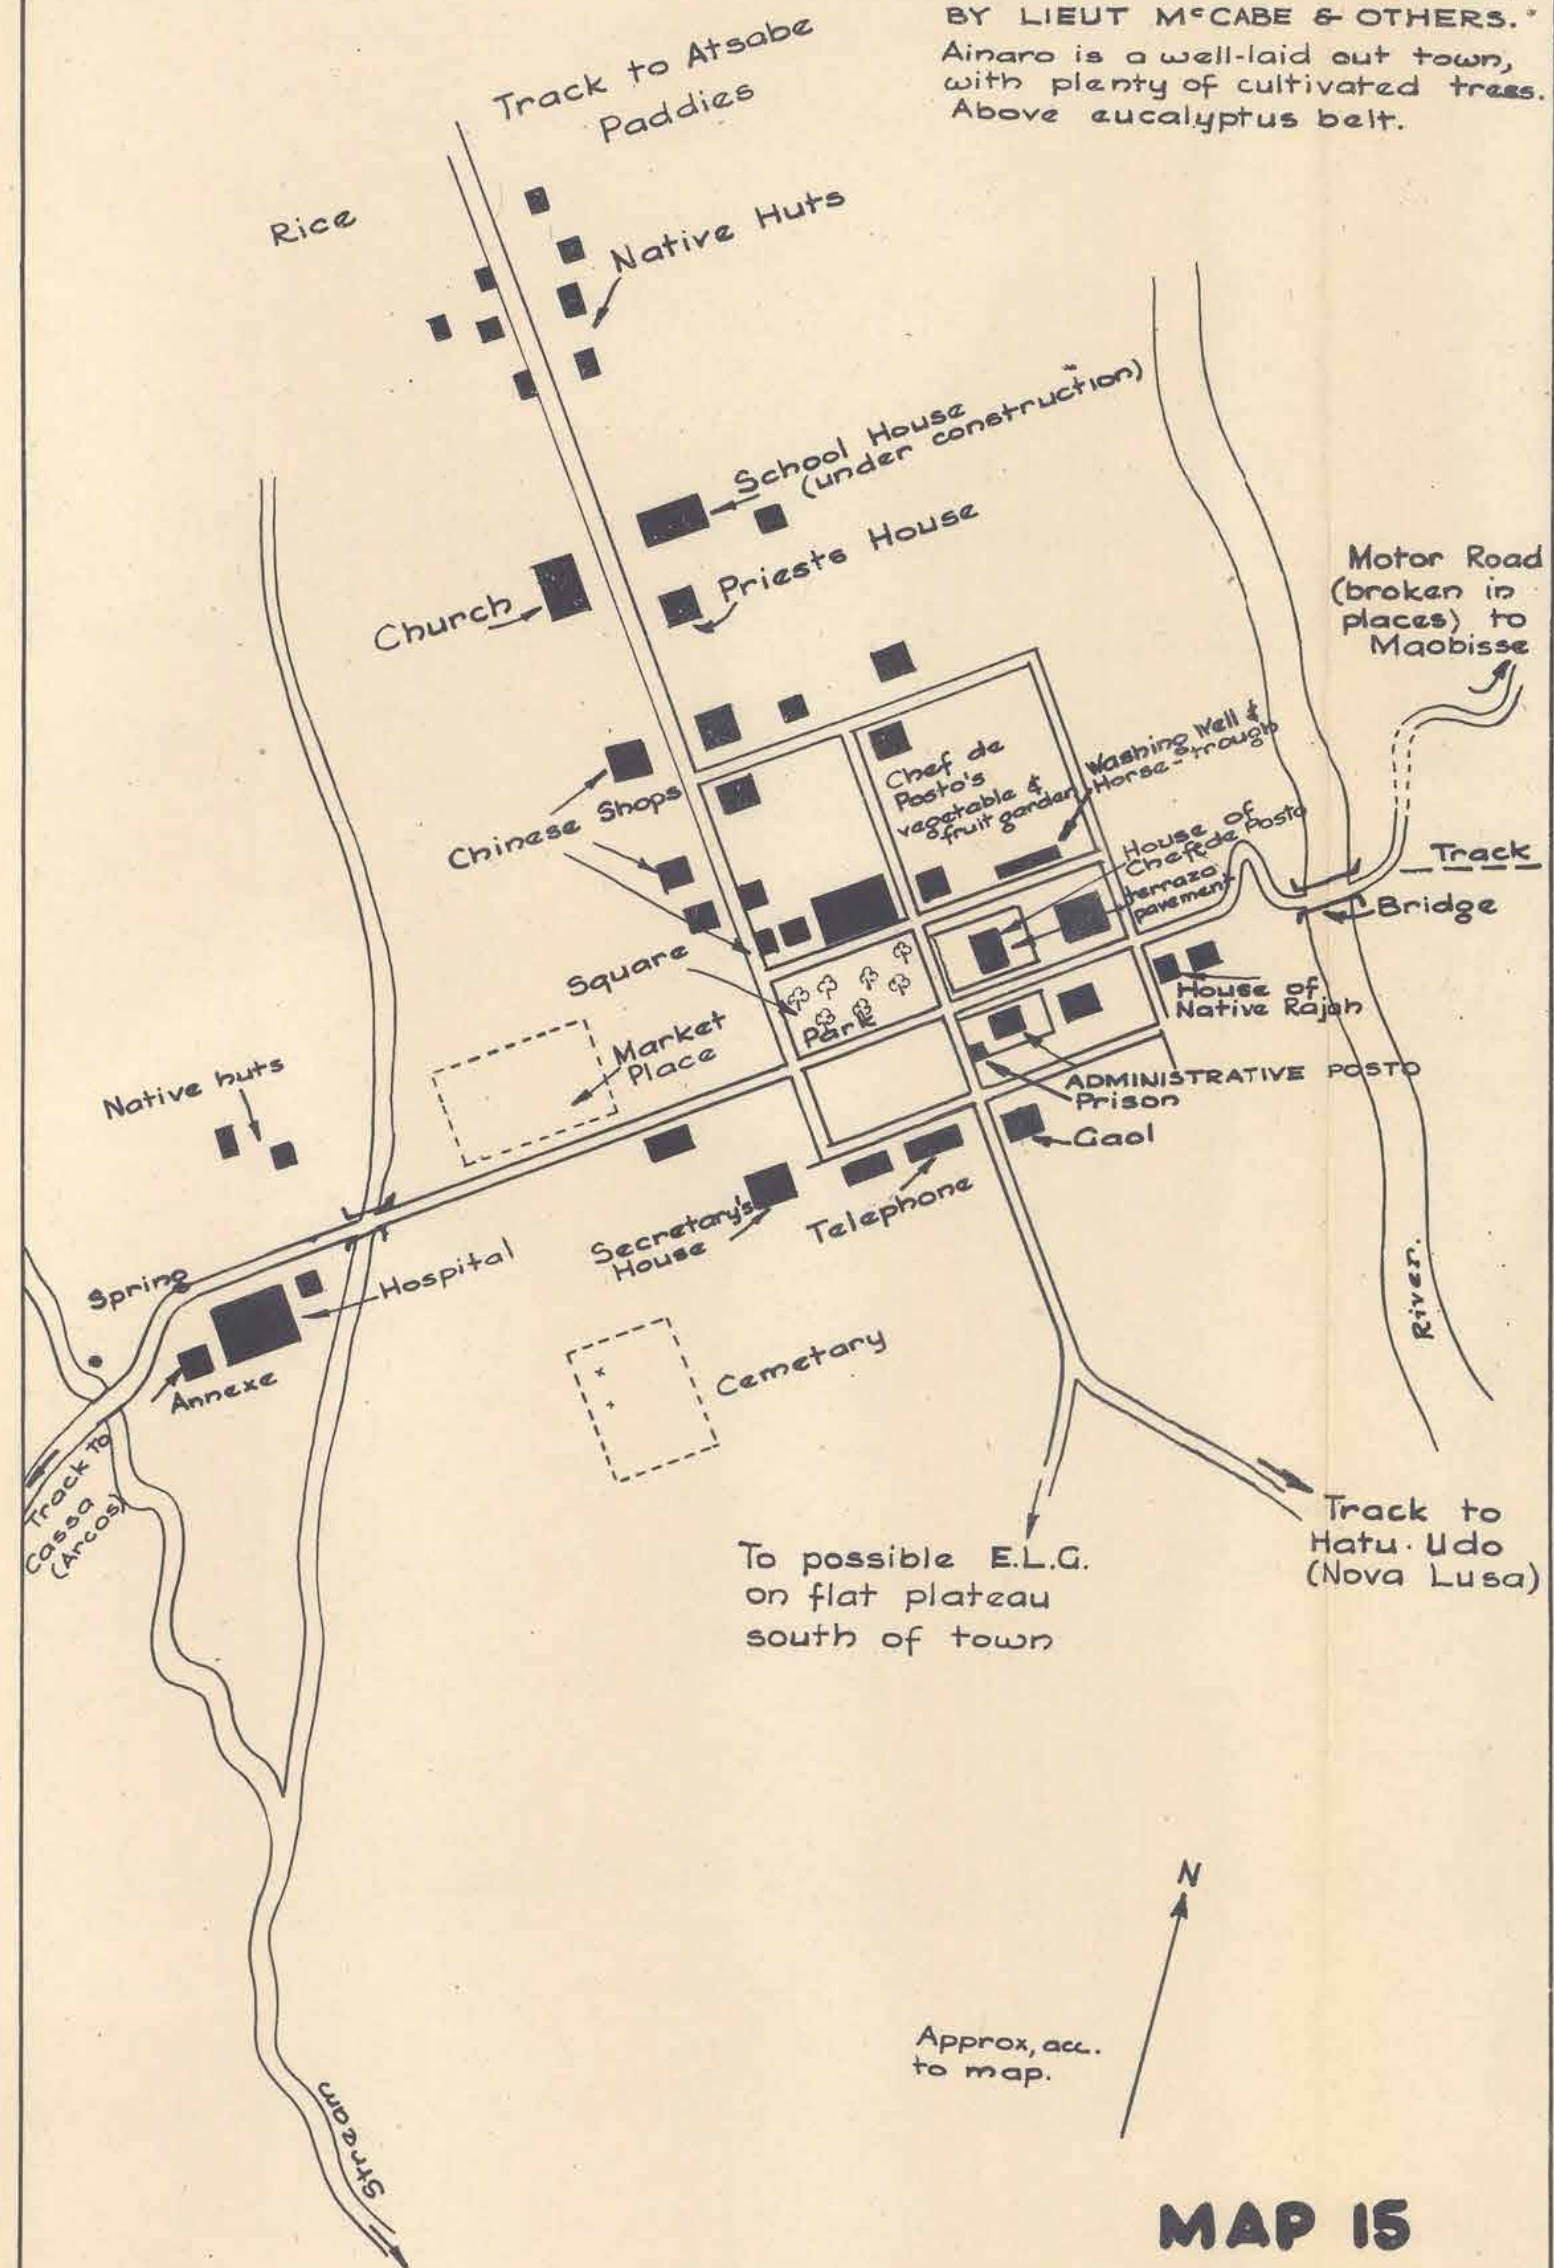 BY LIEUT McCABE & OTHERS."
Ainaro is a well-laid out town,
with plenty of cultivated trees.
Above eucalyptus belt.
Track to Atsabe
Paddies
Rice
Native Huts
School House
(under construction)
Priests House
Church
Motor Road
(broken in
places) to
Maobisse
Chinese Shops
Chef de
Posto's
vegetable &
fruit garden
Washing Well &
Horse-trough
House of
Chef de Posto
terrazo
pavement
Track
Bridge
Square
Park
House of
Native Rajah
Market
Place
Native huts
ADMINISTRATIVE POSTO
Prison
Gaol
Secretary's
House
Telephone
Spring
Hospital
Annexe
Cemetary
River.
Track to
Cassa
(Arcos)
To possible E.L.G.
on flat plateau
south of town
Track to
Hatu. Udo
(Nova Lusa)
N
Approx, acc.
to map.
Stream
MAP 15